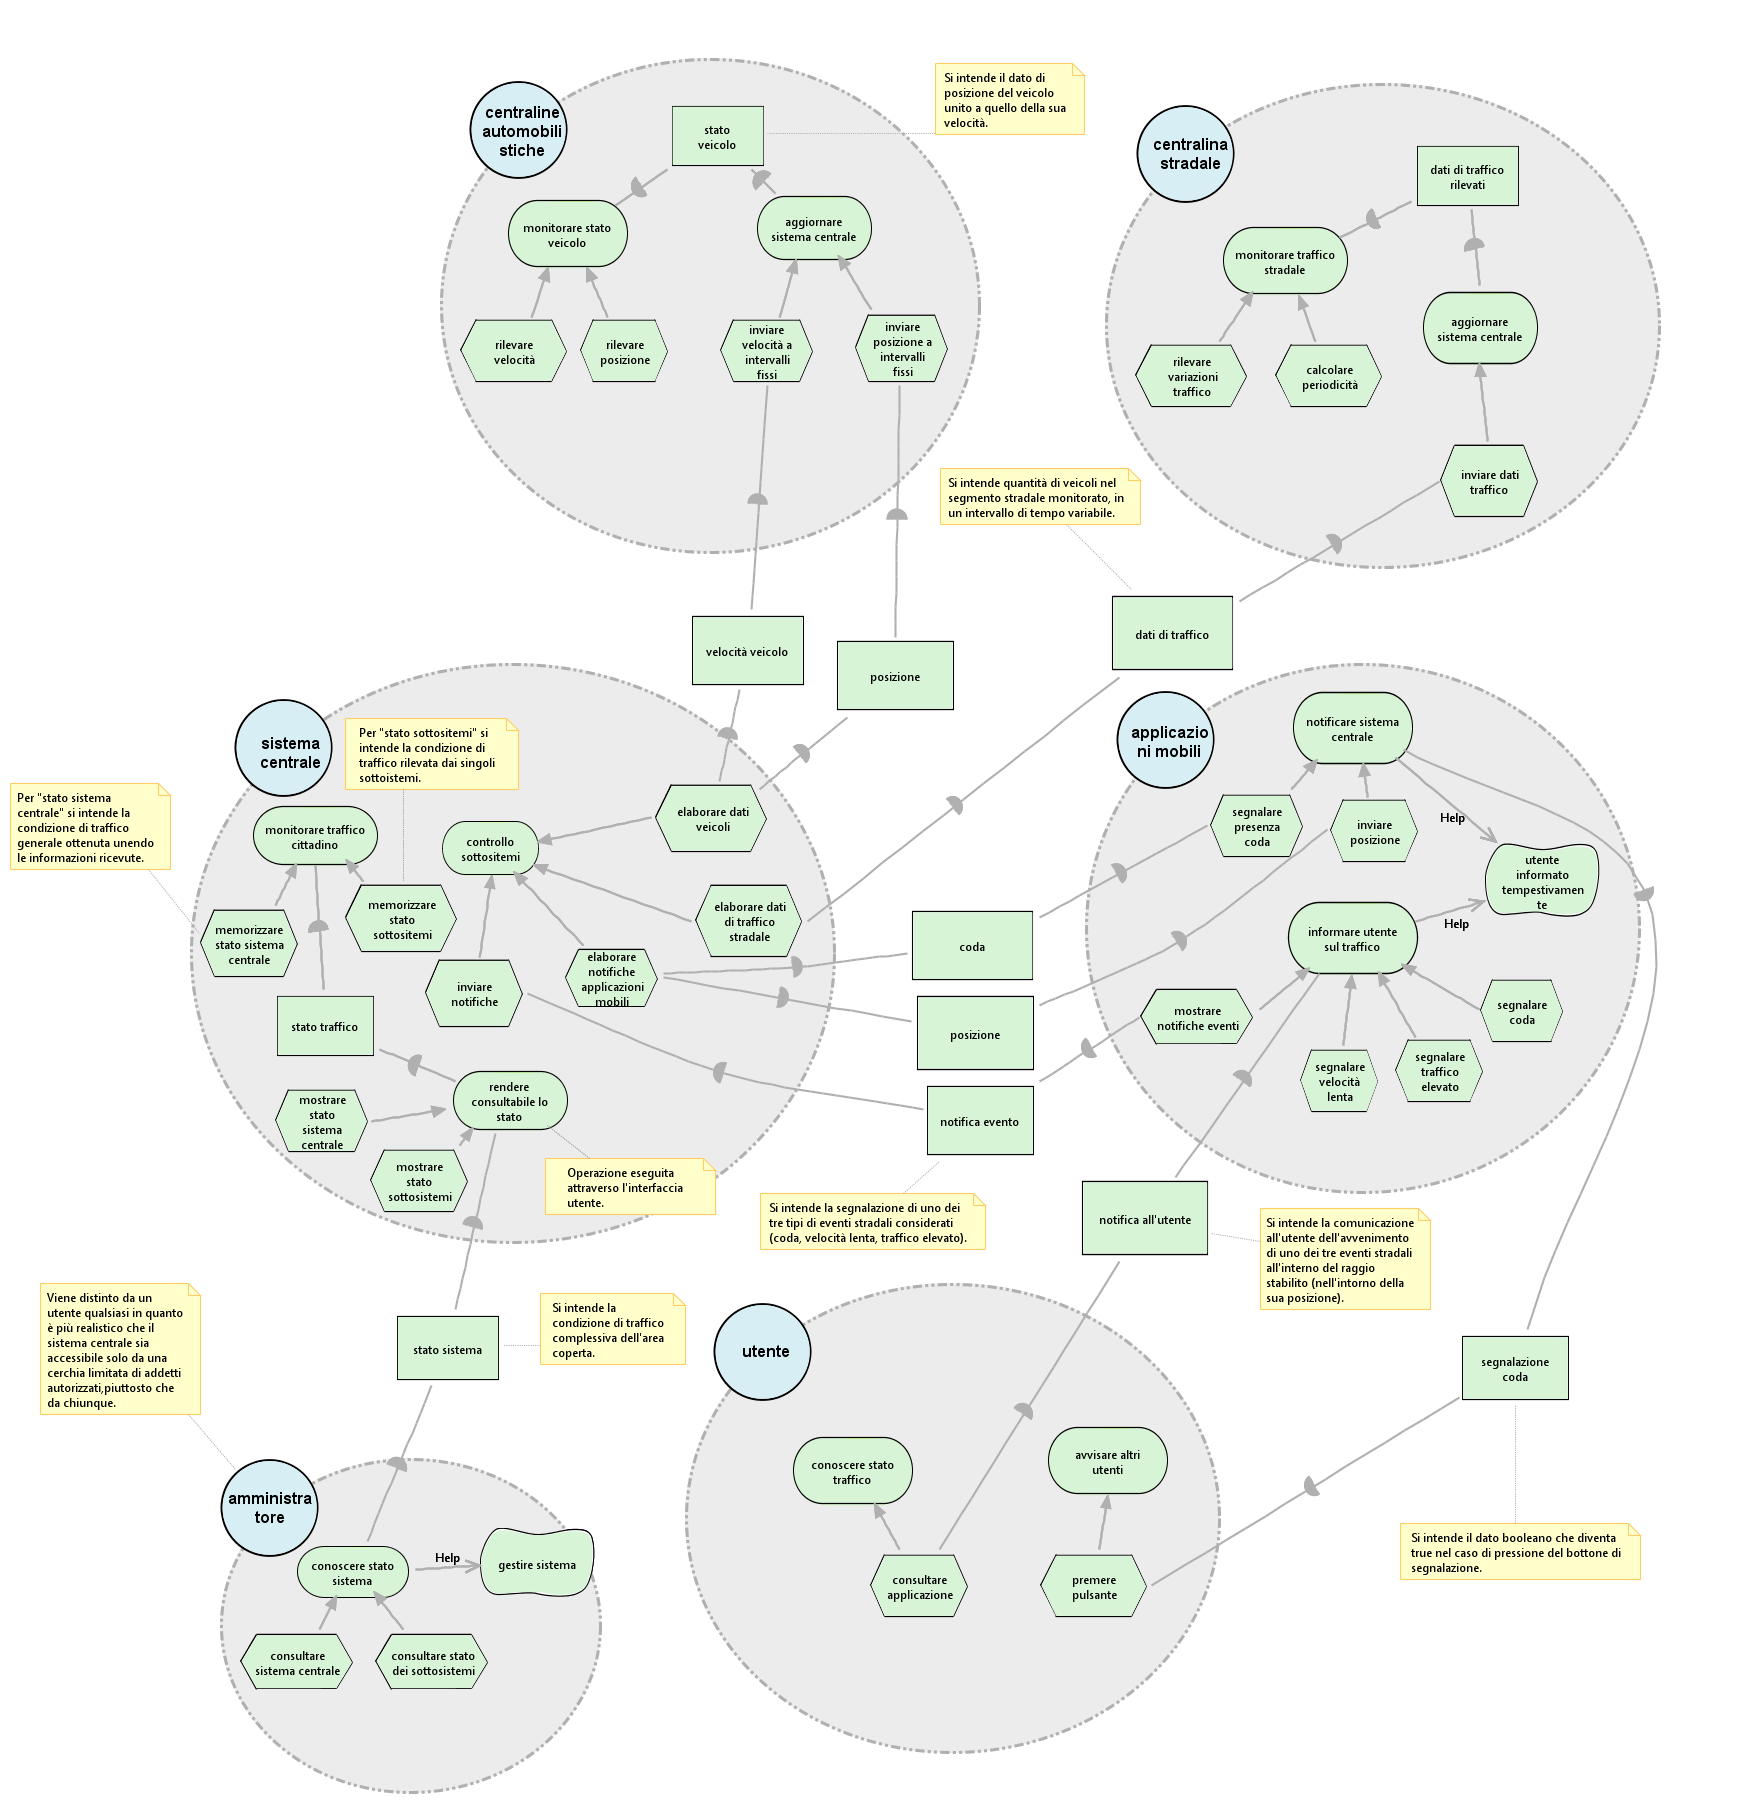 centraline
automobili
stiche
stato
veicolo
Si intende il dato di
posizione del veicolo
unito a quello della sua
velocità.
monitorare stato
veicolo
aggiornare
sistema centrale
rilevare
velocità
rilevare
posizione
inviare
velocità a
intervalli
fissi
inviare
posizione a
intervalli
fissi
centralina
stradale
dati di traffico
rilevati
monitorare traffico
stradale
aggiornare
sistema centrale
rilevare
variazioni
traffico
calcolare
periodicità
inviare dati
traffico
Si intende quantità di veicoli nel
segmento stradale monitorato, in
un intervallo di tempo variabile.
dati di traffico
velocità veicolo
posizione
sistema
centrale
Per "stato sottositemi" si
intende la condizione di
traffico rilevata dai singoli
sottoistemi.
Per "stato sistema
centrale" si intende la
condizione di traffico
generale ottenuta unendo
le informazioni ricevute.
monitorare traffico
cittadino
controllo
sottositemi
elaborare dati
veicoli
memorizzare
stato sistema
centrale
memorizzare
stato
sottositemi
elaborare dati
di traffico
stradale
inviare
notifiche
elaborare
notifiche
applicazioni
mobili
stato traffico
rendere
consultabile lo
stato
mostrare
stato
sistema
centrale
mostrare
stato
sottosistemi
Operazione eseguita
attraverso l'interfaccia
utente.
coda
posizione
notifica evento
Si intende la segnalazione di uno dei
tre tipi di eventi stradali considerati
(coda, velocità lenta, traffico elevato).
applicazio
ni mobili
notificare sistema
centrale
segnalare
presenza
coda
inviare
posizione
Help
utente
informato
tempestivamen
te
informare utente
sul traffico
Help
mostrare
notifiche eventi
segnalare
velocità
lenta
segnalare
traffico
elevato
segnalare
coda
notifica all'utente
Si intende la comunicazione
all'utente dell'avvenimento
di uno dei tre eventi stradali
all'interno del raggio
stabilito (nell'intorno della
sua posizione).
Viene distinto da un
utente qualsiasi in quanto
è più realistico che il
sistema centrale sia
accessibile solo da una
cerchia limitata di addetti
autorizzati,piuttosto che
da chiunque.
stato sistema
Si intende la
condizione di traffico
complessiva dell'area
coperta.
utente
conoscere stato
traffico
avvisare altri
utenti
consultare
applicazione
premere
pulsante
segnalazione
coda
Si intende il dato booleano che diventa
true nel caso di pressione del bottone di
segnalazione.
amministra
tore
conoscere stato
sistema
Help
gestire sistema
consultare
sistema centrale
consultare stato
dei sottosistemi